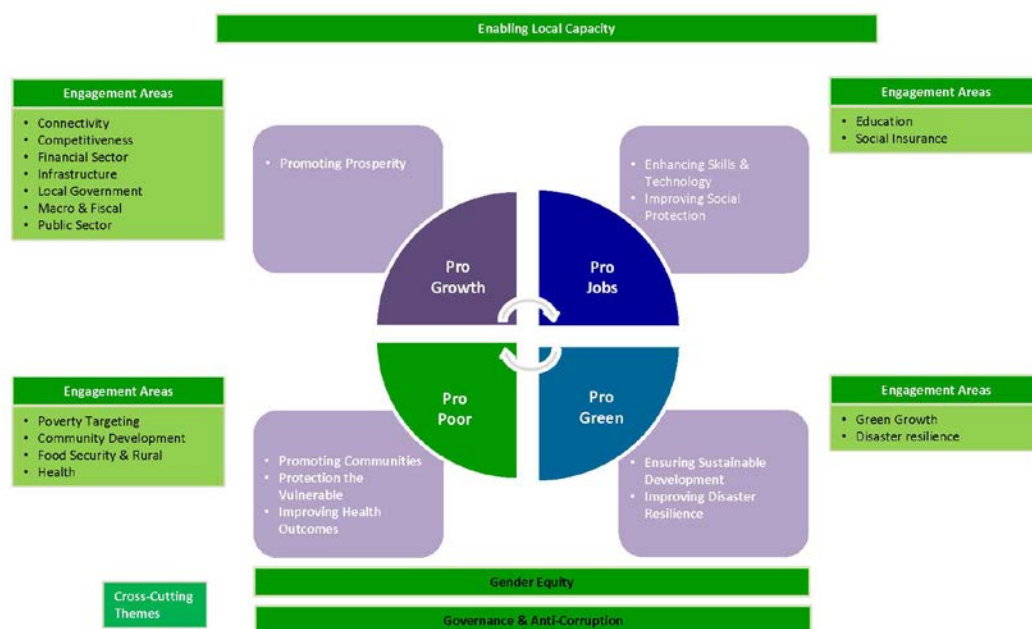 Enabling Local Capacity
Engagement Areas
• Connectivity
• Competitiveness
• Financial Sector
• Infrastructure
• Local Government
• Macro & Fiscal
• Public Sector
• Promoting Prosperity
• Enhancing Skills &
Technology
• Improving Social
Protection
Engagement Areas
• Education
• Social Insurance
Pro
Growth
Pro
Jobs
Engagement Areas
• Poverty Targeting
• Community Development
• Food Security & Rural
• Health
Pro
Poor
Pro
Green
Engagement Areas
• Green Growth
• Disaster resilience
• Promoting Communities
• Protection the
Vulnerable
• Improving Health
Outcomes
• Ensuring Sustainable
Development
• Improving Disaster
Resilience
Cross-Cutting
Themes
Gender Equity
Governance & Anti-Corruption